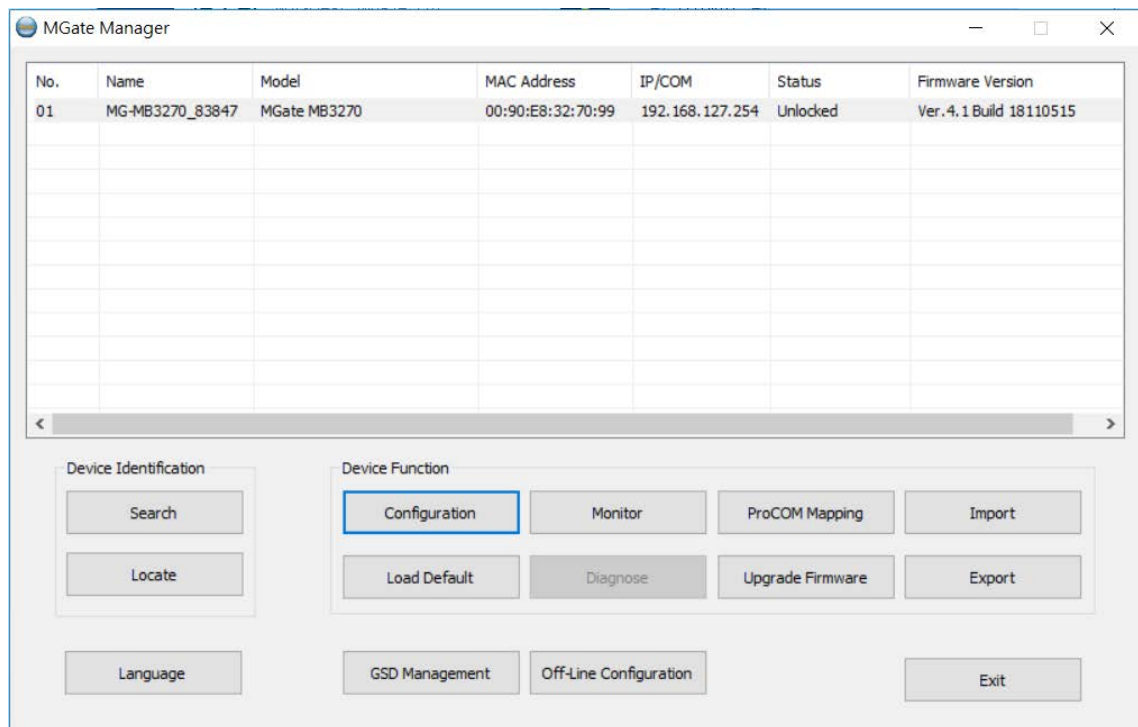 MGate Manager
No. Name Model MAC Address IP/COM Status Firmware Version
01 MG-MB3270_83847 MGate MB3270 00:90:E8:32:70:99 192.168.127.254 Unlocked Ver.4.1 Build 18110515
Device Identification Device Function
Search Configuration Monitor ProCOM Mapping Import
Locate Load Default Diagnose Upgrade Firmware Export
Language GSD Management Off-Line Configuration Exit